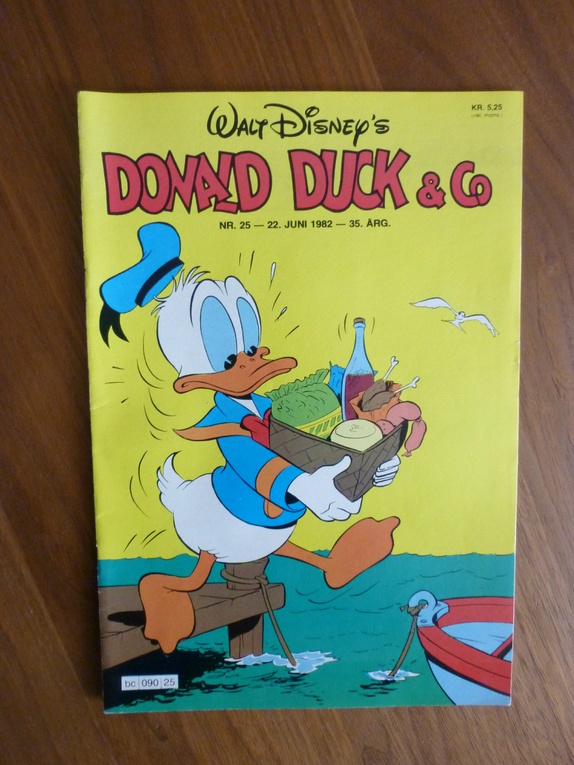 KR. 5,25
(inkl. moms.)
WALT DISNEY'S
DONALD DUCK & Co
NR. 25 — 22. JUNI 1982 — 35. ÅRG.
bc 090 25